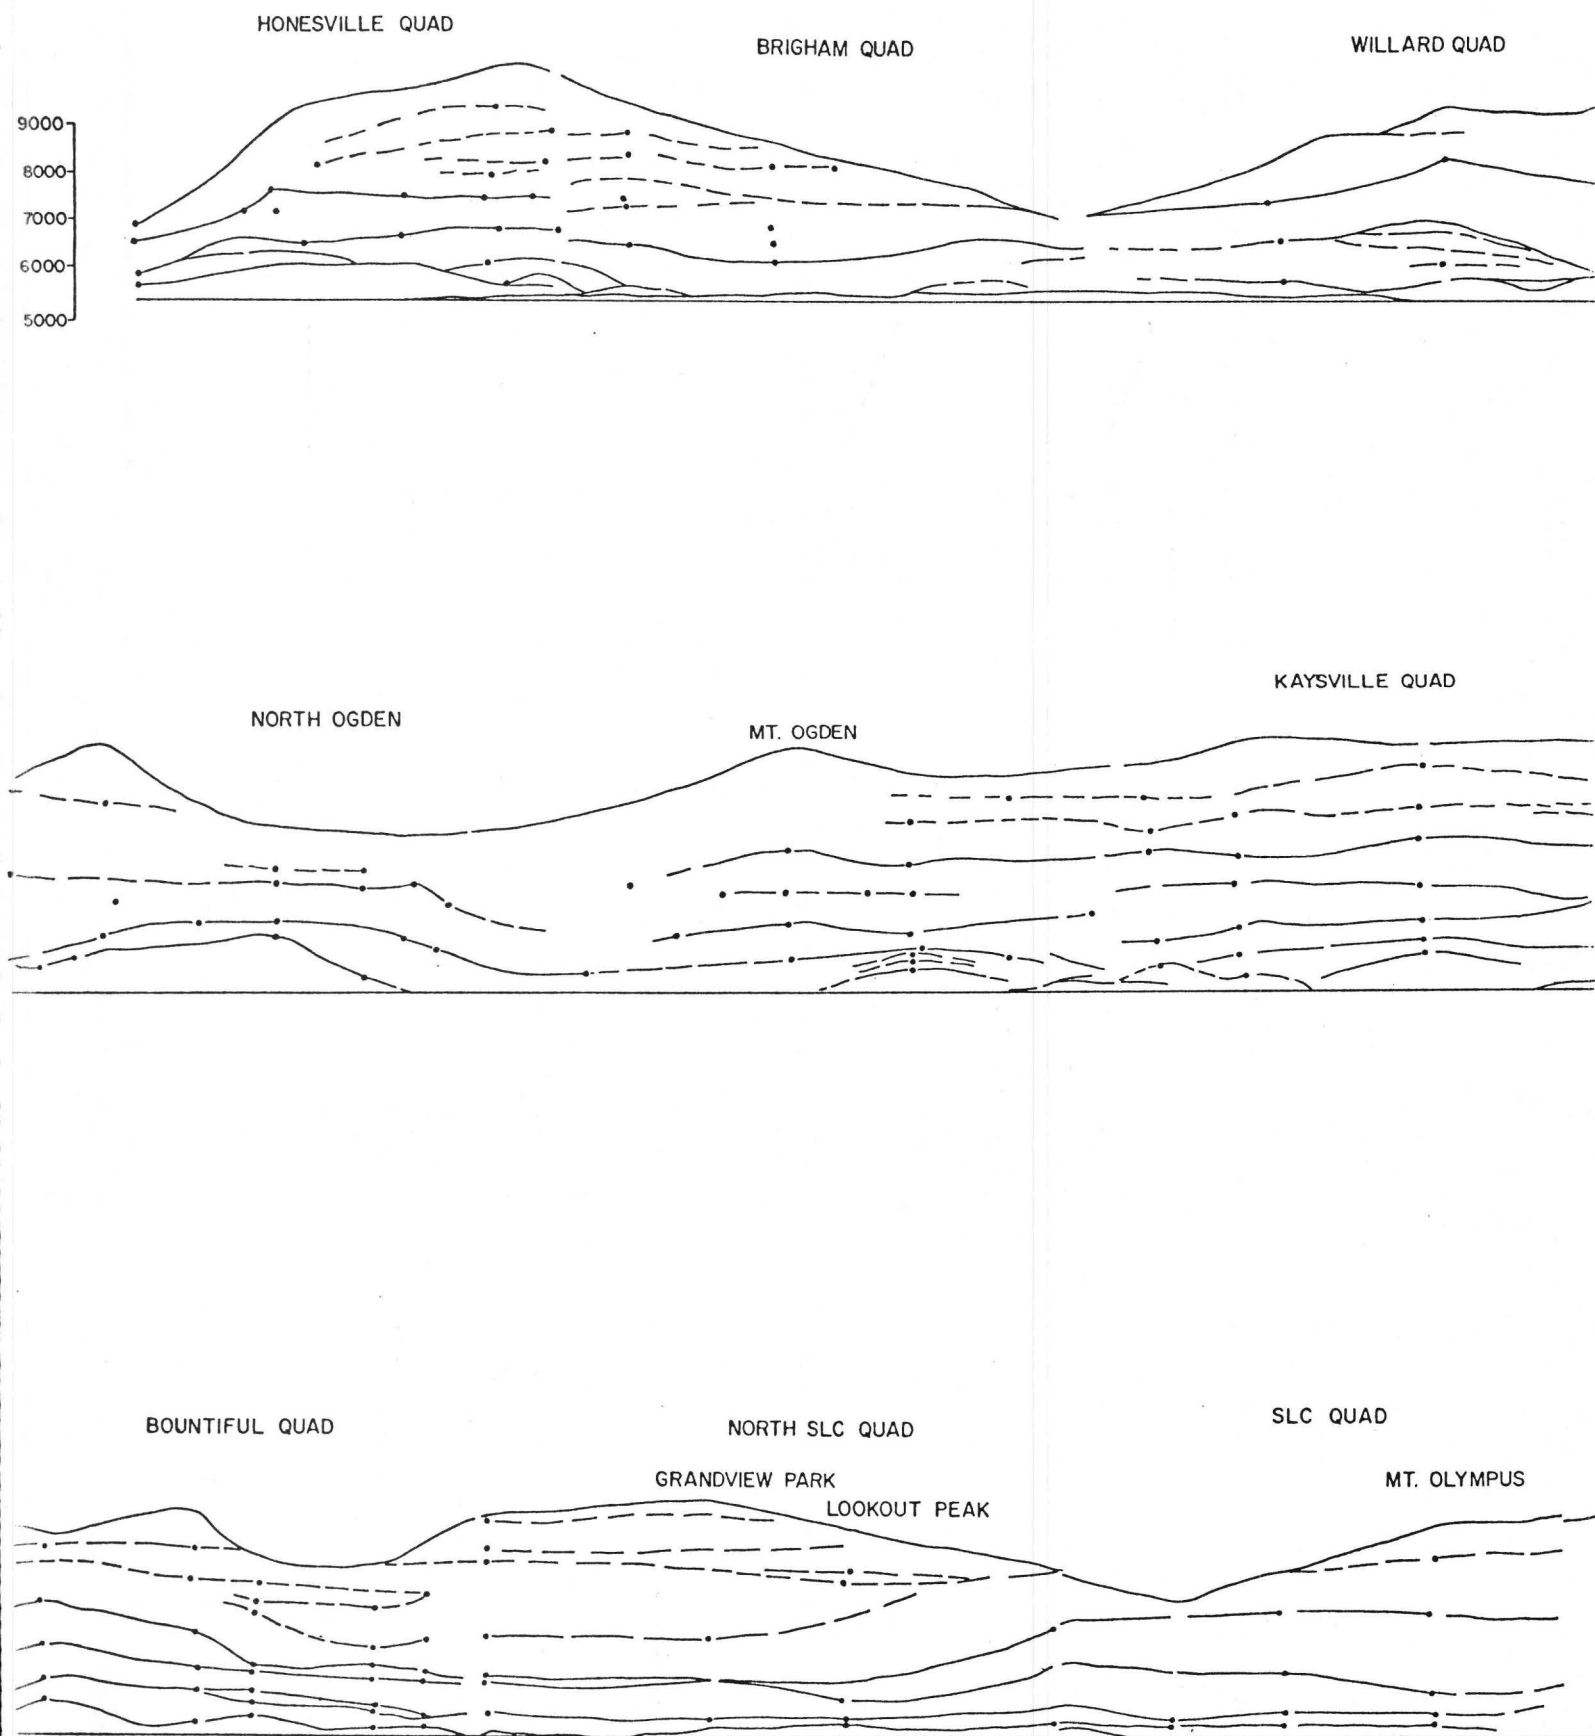 HONESVILLE QUAD
BRIGHAM QUAD
WILLARD QUAD
9000
8000
7000
6000
5000
KAYSVILLE QUAD
NORTH OGDEN
MT. OGDEN
BOUNTIFUL QUAD
NORTH SLC QUAD
SLC QUAD
GRANDVIEW PARK
MT. OLYMPUS
LOOKOUT PEAK